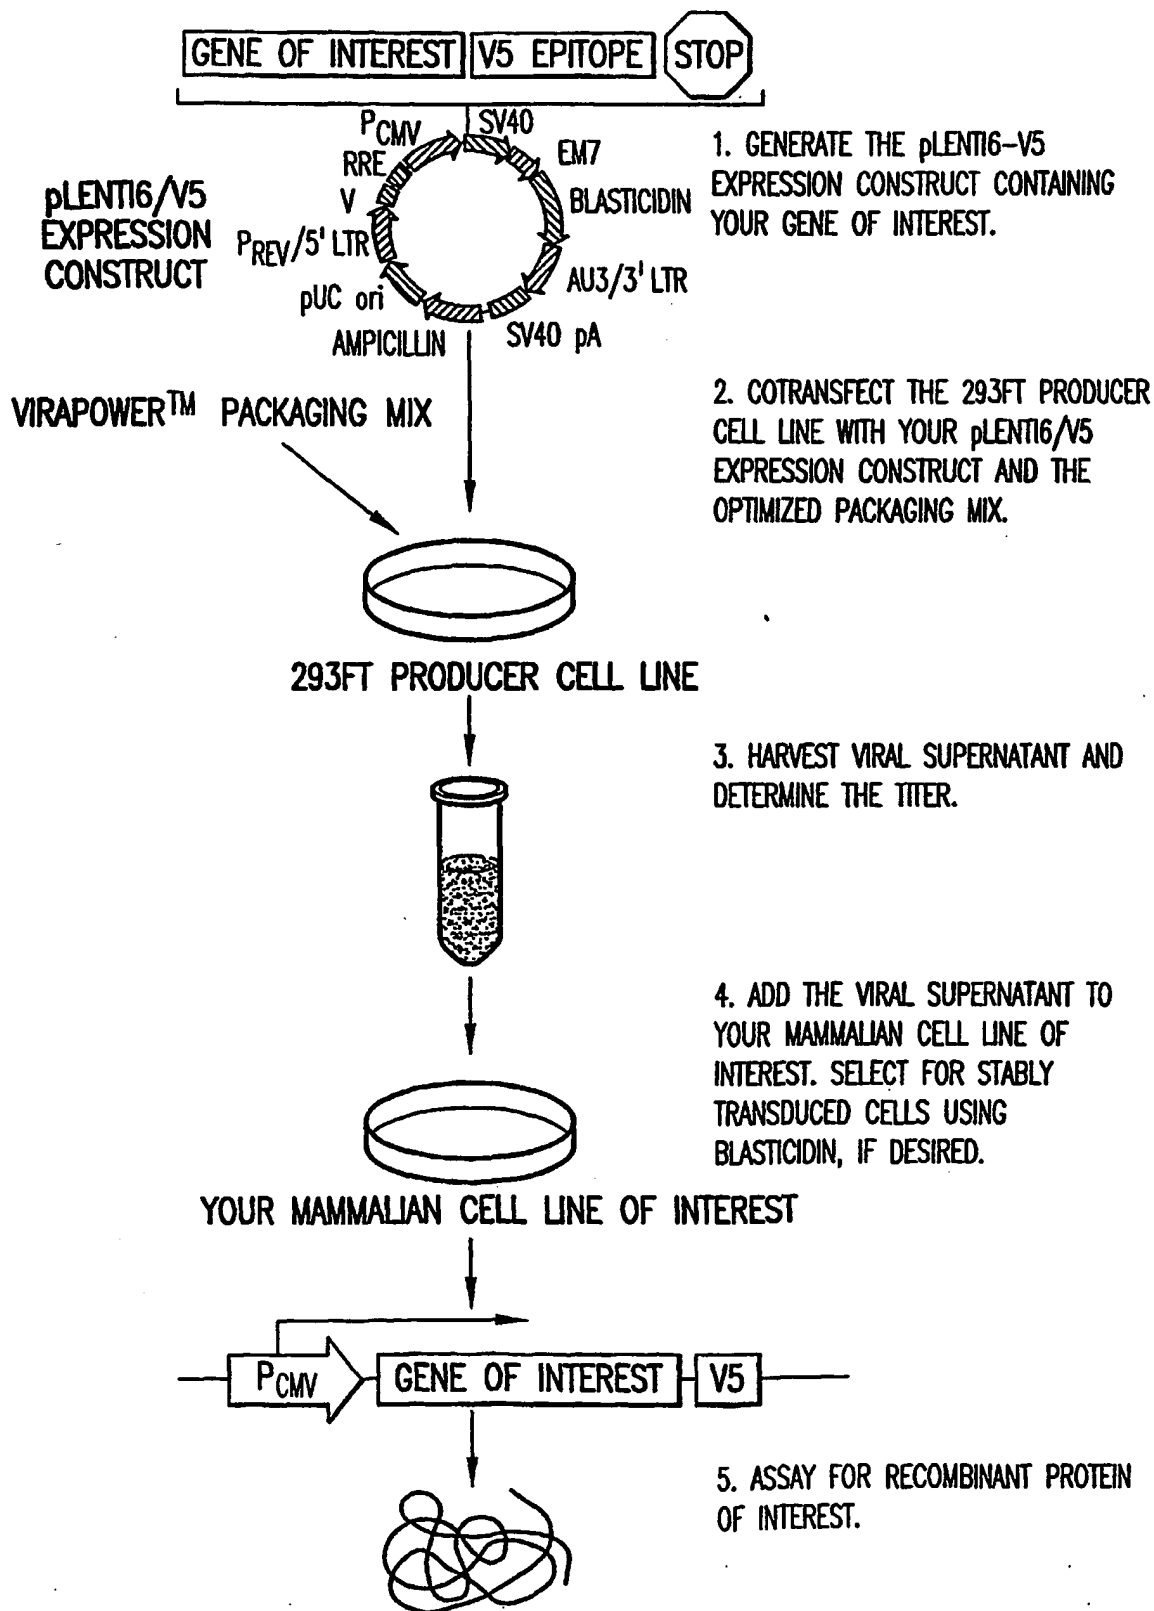 GENE OF INTEREST V5 EPITOPE STOP
PCMV SV40
RRE EM7
V BLASTICIDIN
PREV/5' LTR AU3/3' LTR
pUC ori SV40 pA
AMPICILLIN
pLENTI6/V5
EXPRESSION
CONSTRUCT
1. GENERATE THE pLENTI6-V5
EXPRESSION CONSTRUCT CONTAINING
YOUR GENE OF INTEREST.
VIRAPOWER™ PACKAGING MIX
2. COTRANSFECT THE 293FT PRODUCER
CELL LINE WITH YOUR pLENTI6/V5
EXPRESSION CONSTRUCT AND THE
OPTIMIZED PACKAGING MIX.
293FT PRODUCER CELL LINE
3. HARVEST VIRAL SUPERNATANT AND
DETERMINE THE TITER.
4. ADD THE VIRAL SUPERNATANT TO
YOUR MAMMALIAN CELL LINE OF
INTEREST. SELECT FOR STABLY
TRANSDUCED CELLS USING
BLASTICIDIN, IF DESIRED.
YOUR MAMMALIAN CELL LINE OF INTEREST
PCMV GENE OF INTEREST V5
5. ASSAY FOR RECOMBINANT PROTEIN
OF INTEREST.